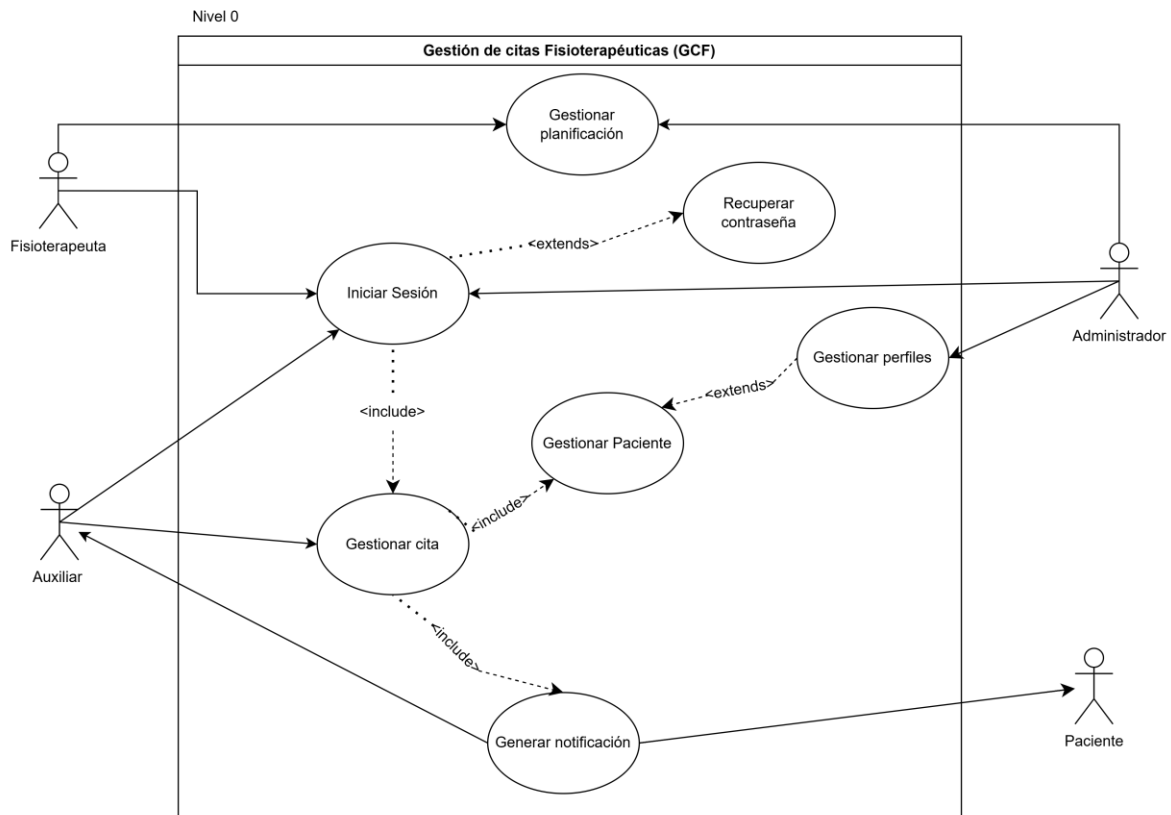 Nivel 0
Gestión de citas Fisioterapéuticas (GCF)
Gestionar
planificación
Recuperar
contraseña
Fisioterapeuta
<extends>
Iniciar Sesión
Administrador
Gestionar perfiles
<extends>
<include>
Gestionar Paciente
<include>
Gestionar cita
Auxiliar
<include>
Generar notificación
Paciente